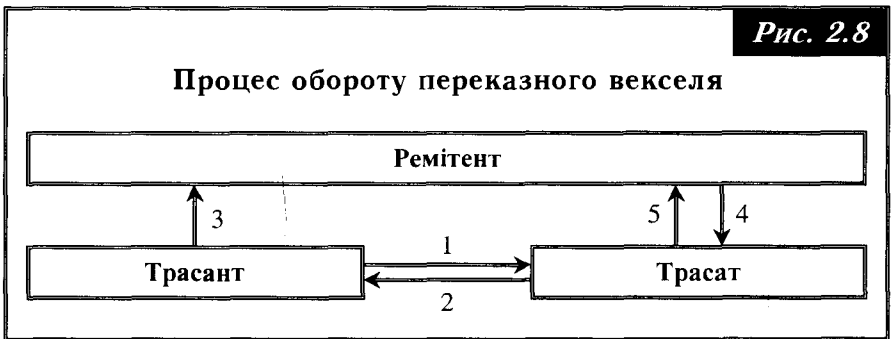 Рис. 2.8
Процес обороту переказного векселя
Ремітент
3
5
4
1
Трасант
Трасат
2